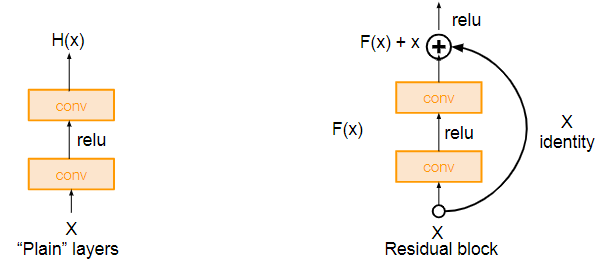 H(x)
conv
relu
conv
X
“Plain” layers
relu
F(x) + x
conv
F(x)
relu
X
identity
conv
X
Residual block